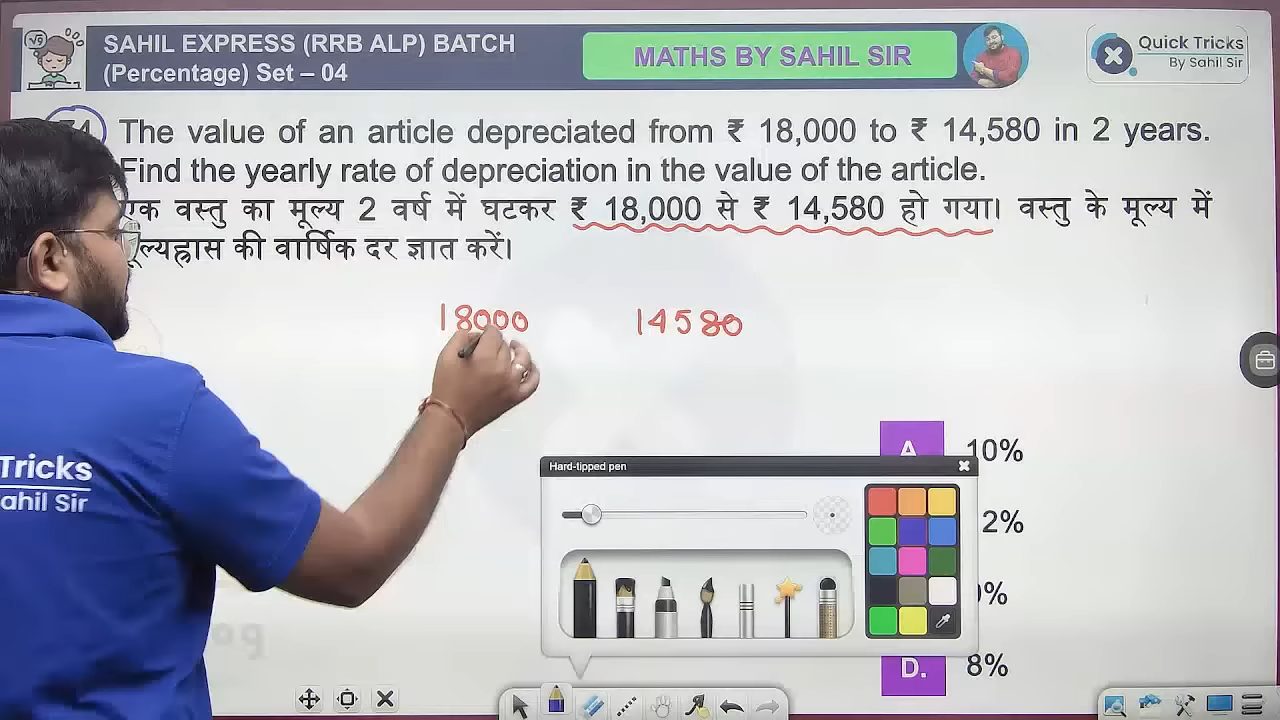 SAHIL EXPRESS (RRB ALP) BATCH
(Percentage) Set – 04
MATHS BY SAHIL SIR
Quick Tricks
By Sahil Sir
The value of an article depreciated from ₹ 18,000 to ₹ 14,580 in 2 years.
Find the yearly rate of depreciation in the value of the article.
एक वस्तु का मूल्य 2 वर्ष में घटकर ₹ 18,000 से ₹ 14,580 हो गया। वस्तु के मूल्य में
की वार्षिक दर ज्ञात करें।
18000 14580
A 10%
Hard-tipped pen
Tricks
ahil Sir
2%
%
D. 8%